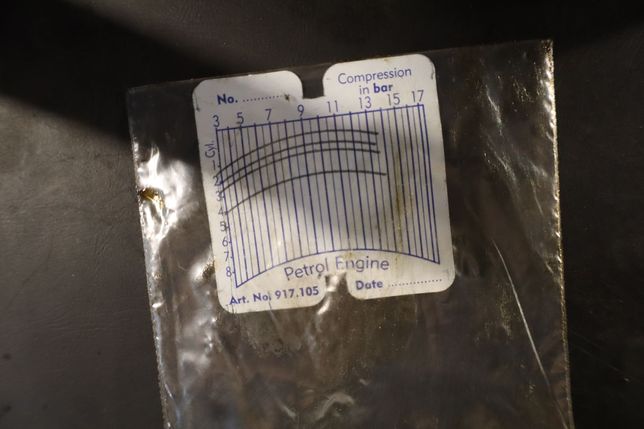 No. ............
Compression
in bar
3 5 7 9 11 13 15 17
Cyl.
1
2
3
4
5
6
7
8
Petrol Engine
Art. No. 917.105
Date ...............